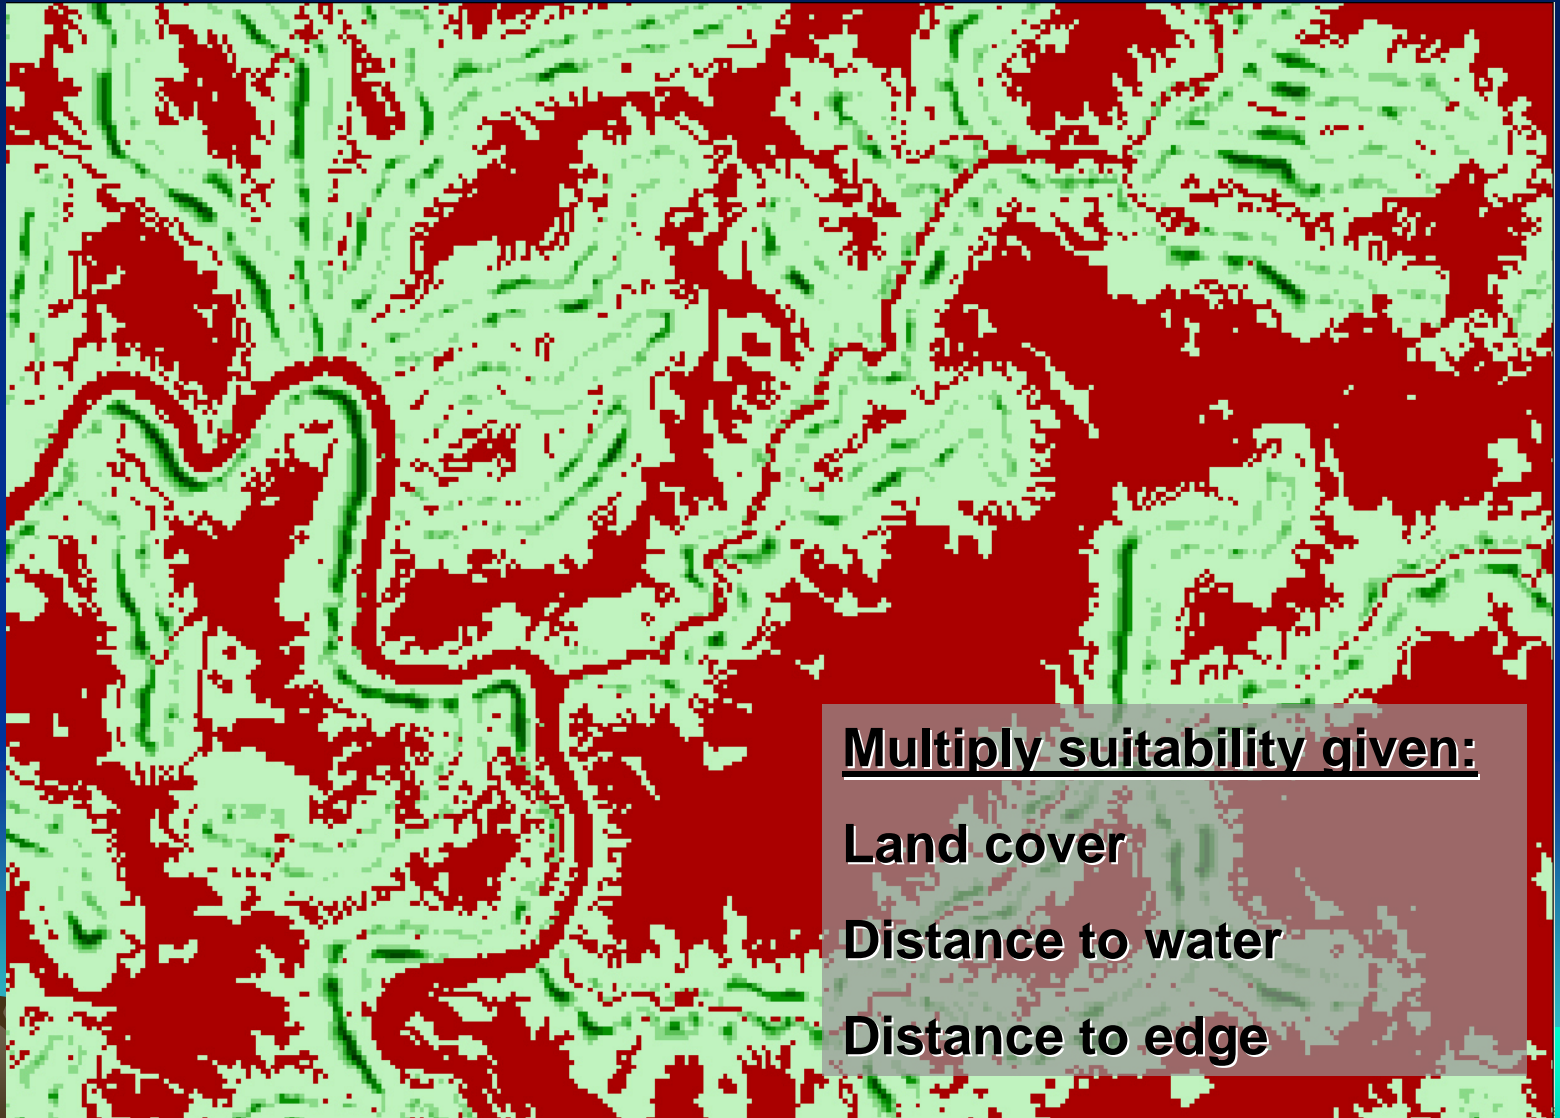 Multiply suitability given:
Land cover
Distance to water
Distance to edge